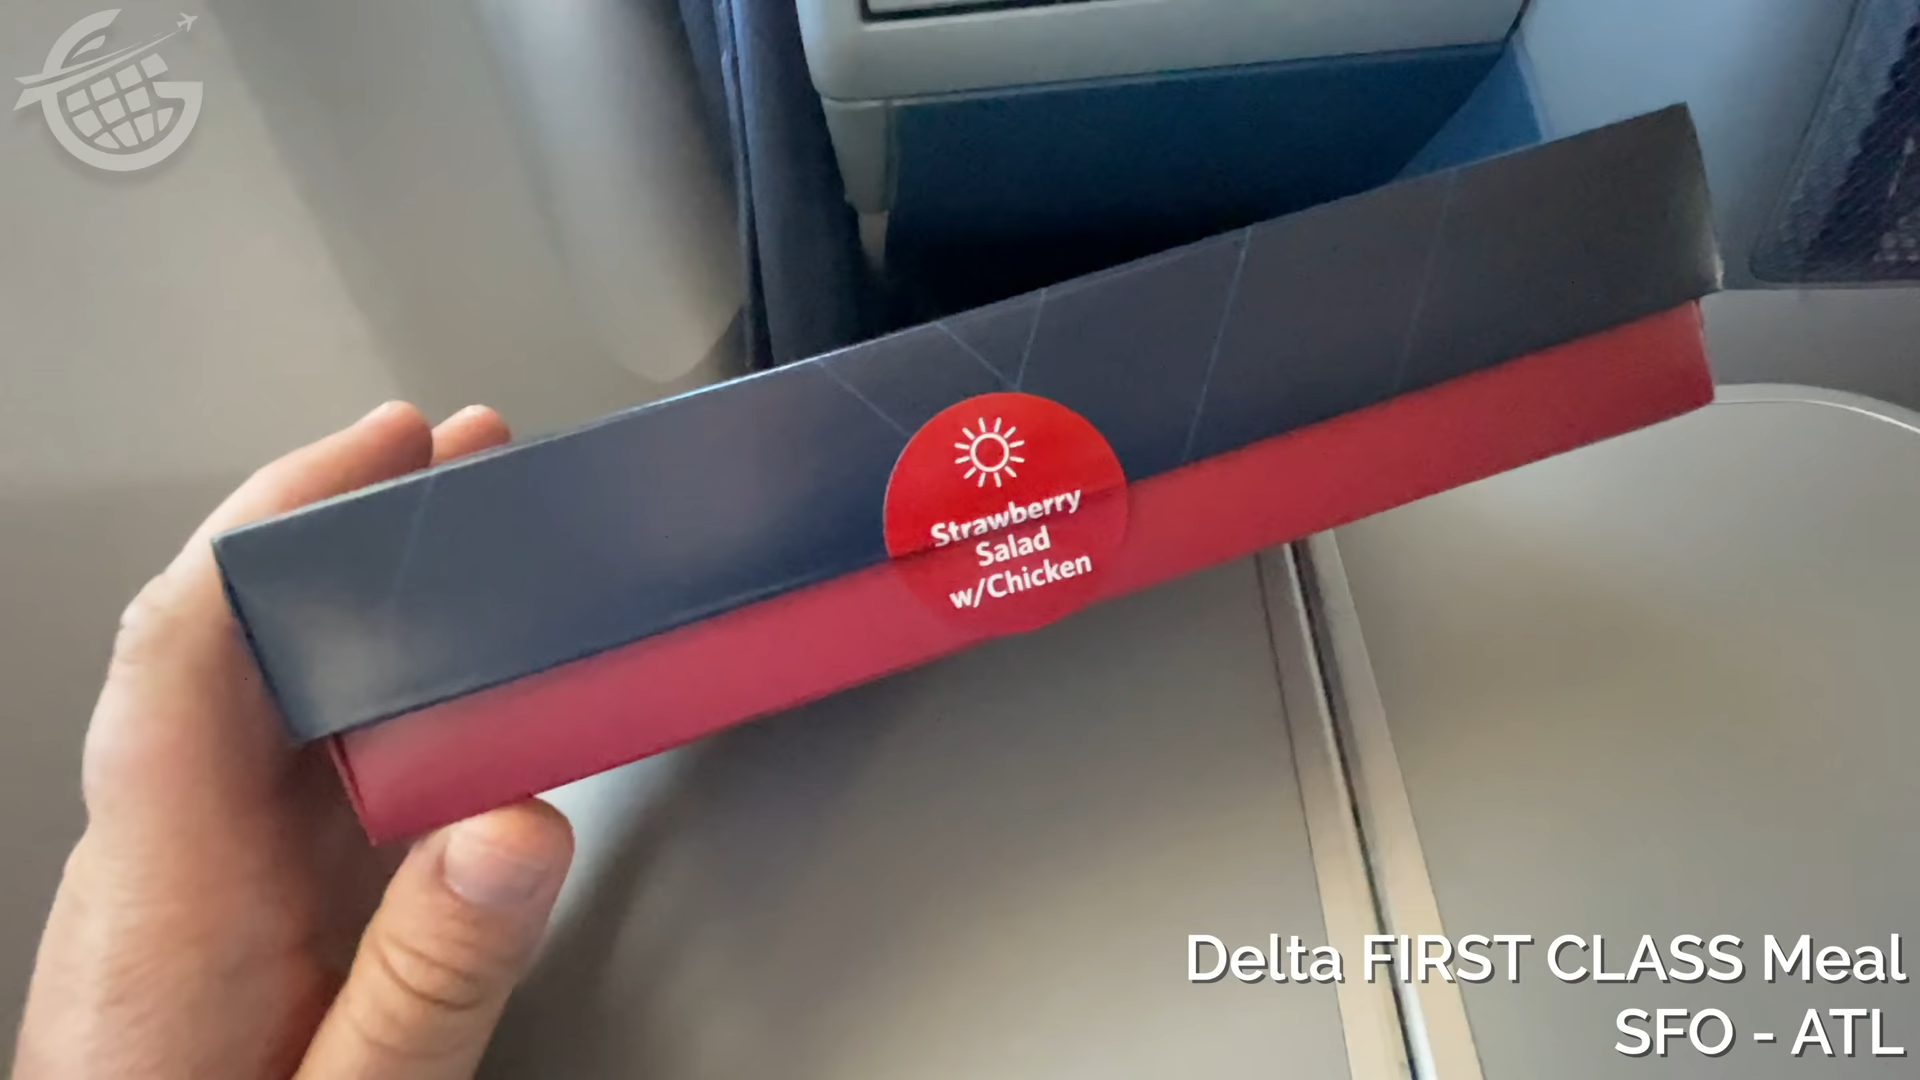 Strawberry
Salad
w/Chicken
Delta FIRST CLASS Meal
SFO - ATL